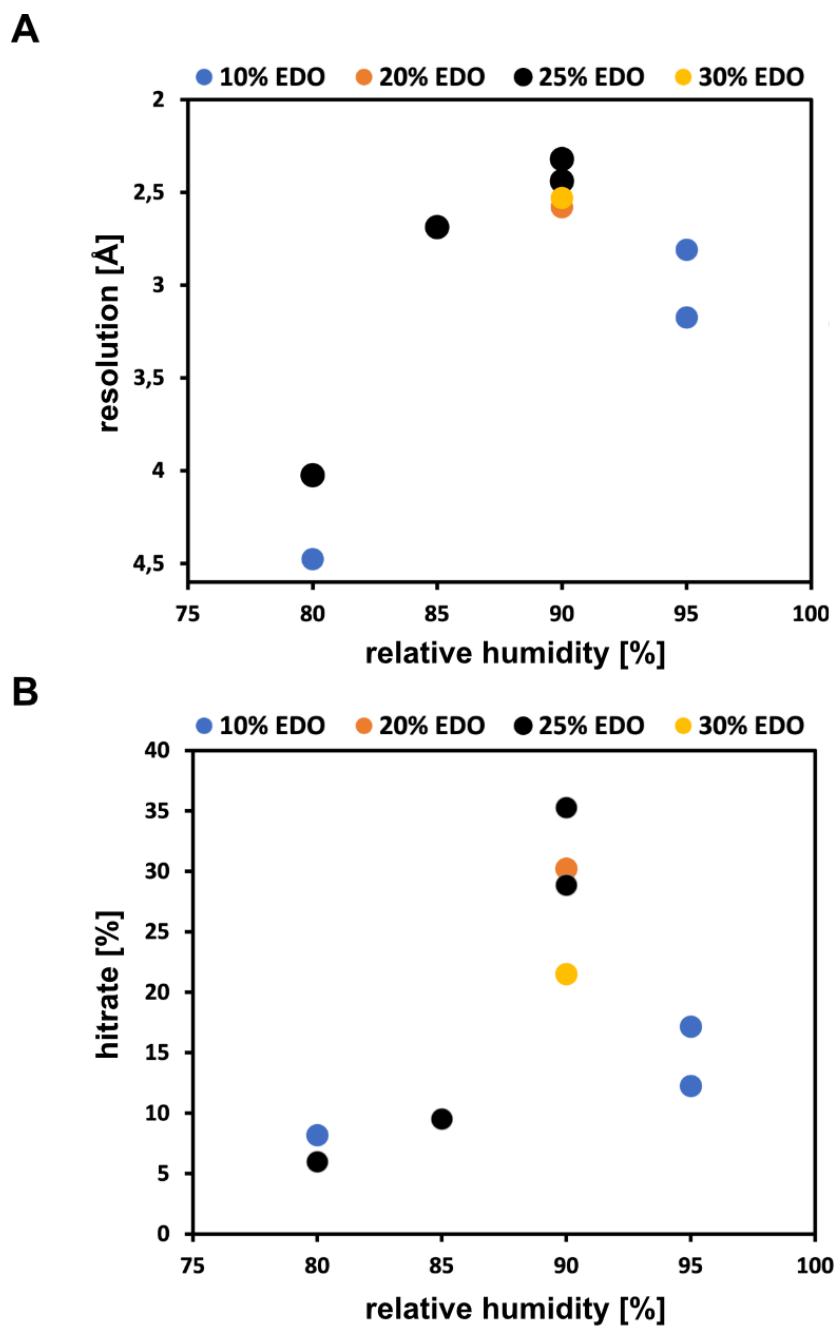 A
10% EDO 20% EDO 25% EDO 30% EDO
2
2,5
3
3,5
4
4,5
resolution [Å]
75 80 85 90 95 100
relative humidity [%]
B
10% EDO 20% EDO 25% EDO 30% EDO
40
35
30
25
20
15
10
5
0
hitrate [%]
75 80 85 90 95 100
relative humidity [%]